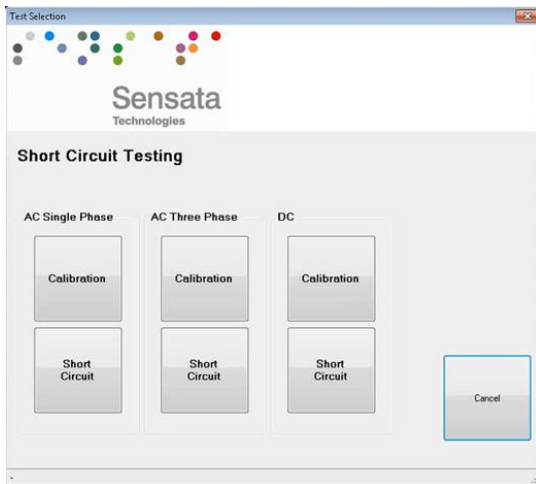 Test Selection
Sensata
Technologies
Short Circuit Testing
AC Single Phase
Calibration
Short
Circuit
AC Three Phase
Calibration
Short
Circuit
DC
Calibration
Short
Circuit
Cancel
-